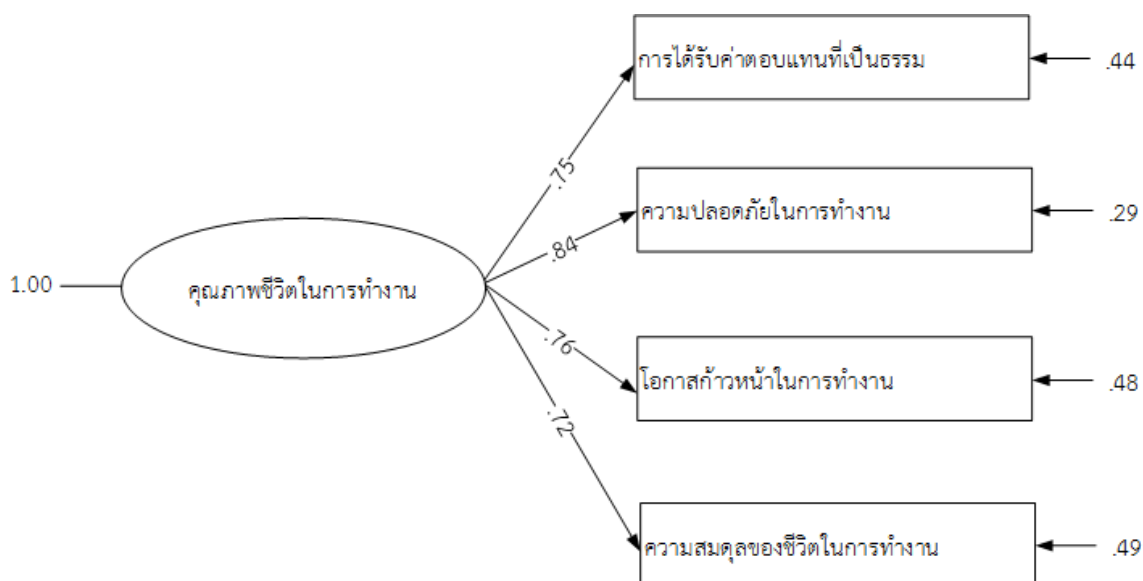 การได้รับค่าตอบแทนที่เป็นธรรม
.44
.75
ความปลอดภัยในการทำงาน
.29
.84
1.00
คุณภาพชีวิตในการทำงาน
.76
โอกาสก้าวหน้าในการทำงาน
.48
.72
ความสมดุลของชีวิตในการทำงาน
.49